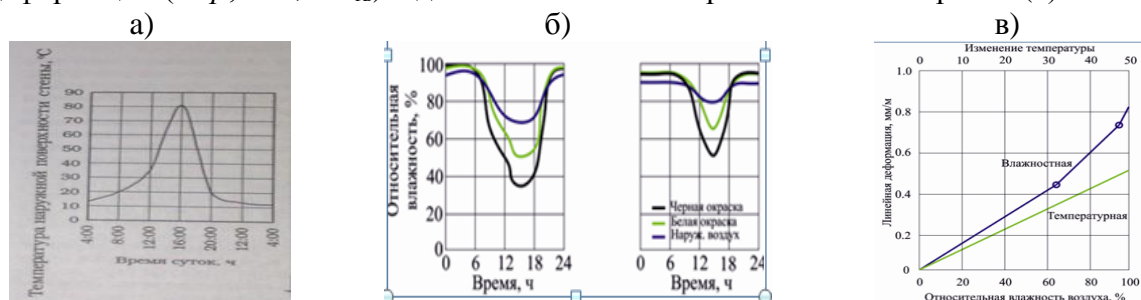 а)
б)
в)
Температура наружной поверхности стены, °С
90
80
70
60
50
40
30
20
10
0
4:00 8:00 12:00 16:00 20:00 12:00 4:00
Время суток, ч
Относительная
влажность, %
100
80
60
40
20
0
0 6 12 18 24
Время, ч
Черная окраска
Белая окраска
Наруж. воздух
0 6 12 18 24
Время, ч
Изменение температуры
0 10 20 30 40 50
Линейная деформация, мм/м
1.0
0.8
0.6
0.4
0.2
0
Влажностная
Температурная
0 20 40 60 80 100
Относительная влажность воздуха, %